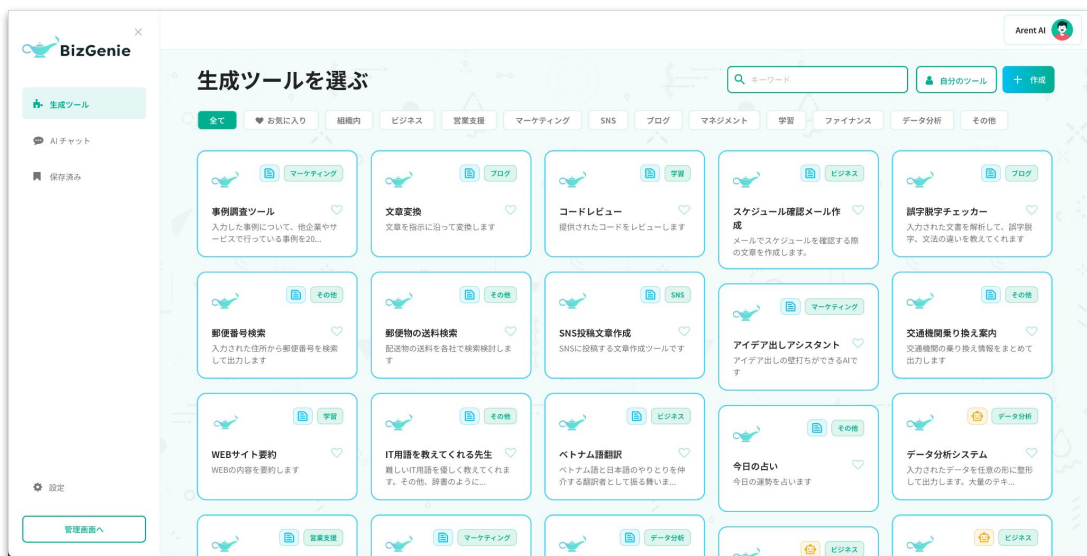 Arent AI
BizGenie
生成ツール
AIチャット
保存済み
設定
管理画面へ
生成ツールを選ぶ
キーワード
自分のツール
作成
全て
お気に入り
組織内
ビジネス
営業支援
マーケティング
SNS
ブログ
マネジメント
学習
ファイナンス
データ分析
その他
マーケティング
事例調査ツール
入力した事例について、他企業やサ
ービスで行っている事例を20...
ブログ
文章変換
文章を指示に沿って変換します
学習
コードレビュー
提供されたコードをレビューします
ビジネス
スケジュール確認メール作
成
メールでスケジュールを確認する際
の文章を作成します。
ブログ
誤字脱字チェッカー
入力された文書を解析して、誤字脱
字、文法の違いを教えてくれます
その他
郵便番号検索
入力された住所から郵便番号を検索
して出力します
その他
郵便物の送料検索
配送物の送料を各社で検索検討しま
す
SNS
SNS投稿文章作成
SNSに投稿する文章作成ツールです
マーケティング
アイデア出しアシスタント
アイデア出しの壁打ちができるAIで
す
その他
交通機関乗り換え案内
交通機関の乗り換え情報をまとめて
出力します
学習
WEBサイト要約
WEBの内容を要約します
その他
IT用語を教えてくれる先生
難しいIT用語を優しく教えてくれま
す。その他、辞書のように...
ビジネス
ベトナム語翻訳
ベトナム語と日本語のやりとりを仲
介する翻訳者として振る舞いま...
その他
今日の占い
今日の運勢を占います
データ分析
データ分析システム
入力されたデータを任意の形に整形
して出力します。大量のテキ...
営業支援
マーケティング
データ分析
ビジネス
ビジネス